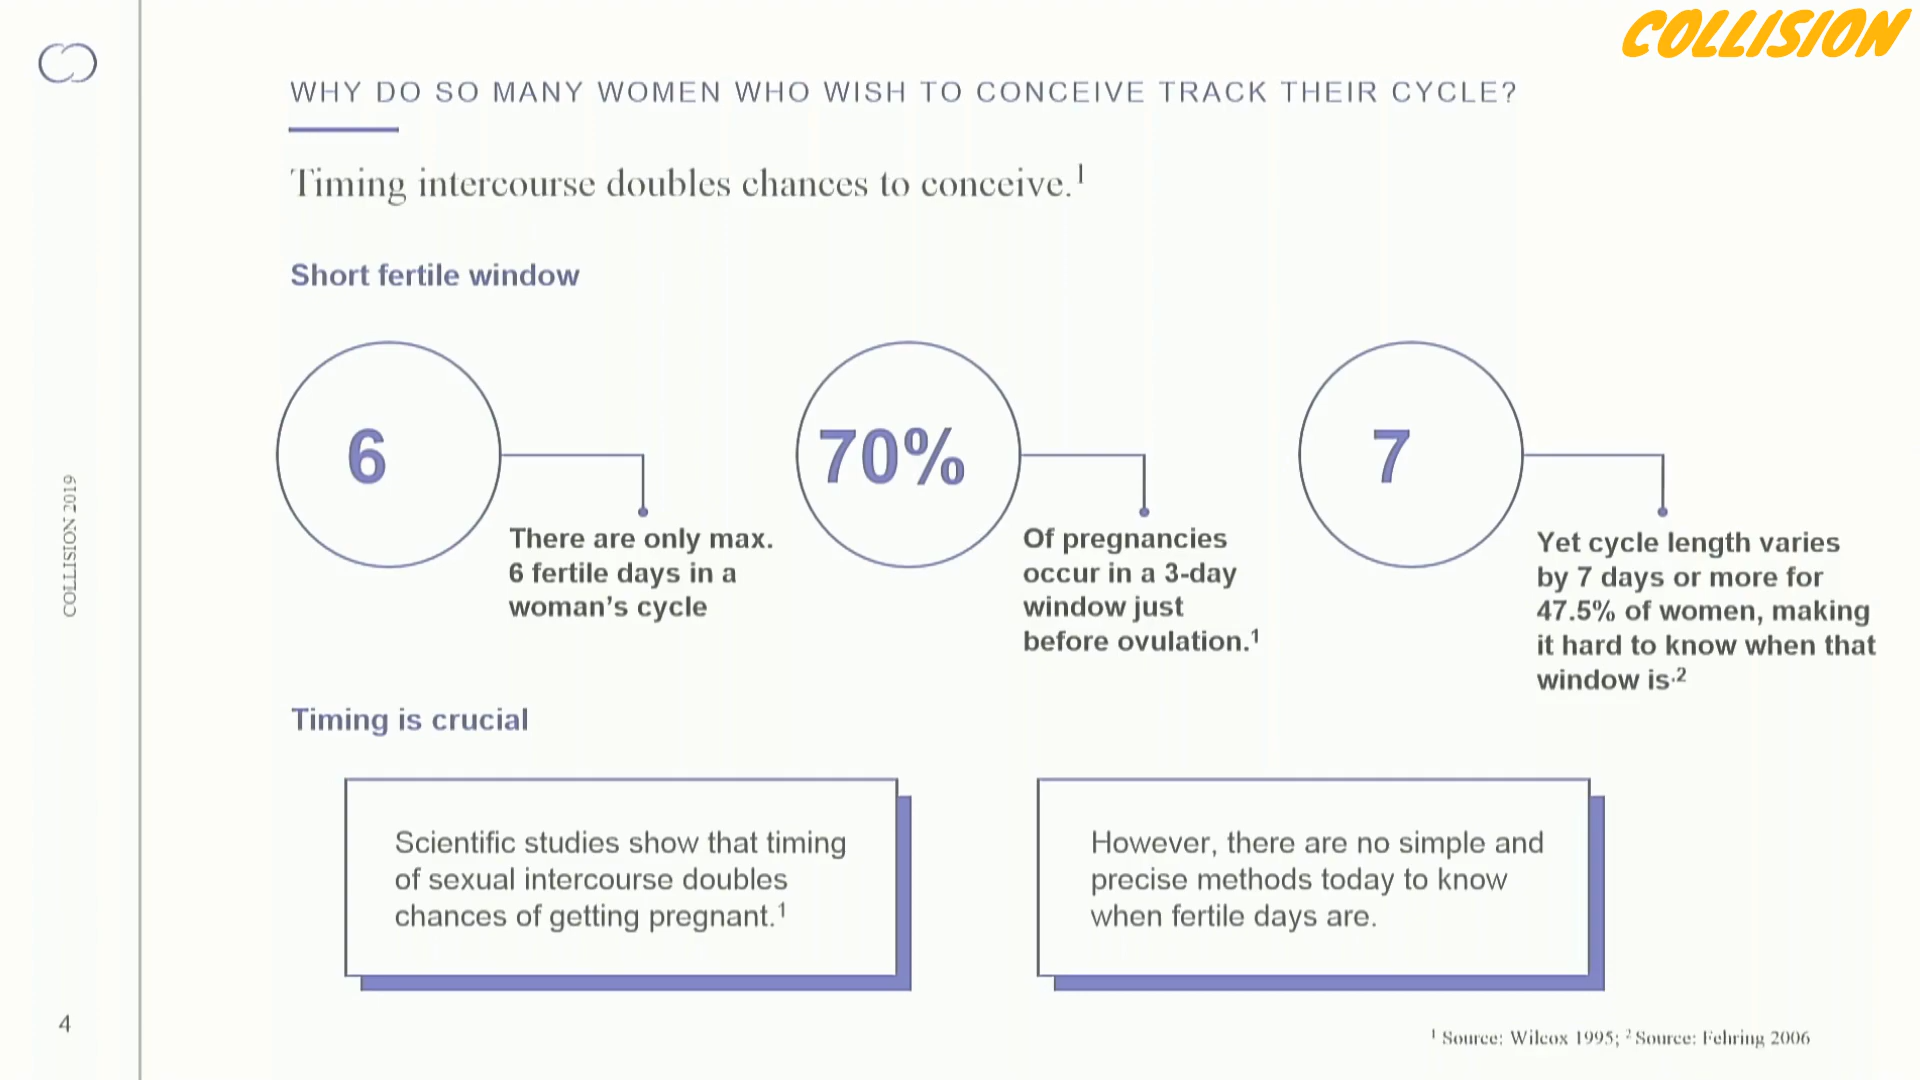 COLLISION
WHY DO SO MANY WOMEN WHO WISH TO CONCEIVE TRACK THEIR CYCLE?
Timing intercourse doubles chances to conceive.¹
Short fertile window
6
There are only max.
6 fertile days in a
woman’s cycle
70%
Of pregnancies
occur in a 3-day
window just
before ovulation.¹
7
Yet cycle length varies
by 7 days or more for
47.5% of women, making
it hard to know when that
window is.²
Timing is crucial
Scientific studies show that timing
of sexual intercourse doubles
chances of getting pregnant.¹
However, there are no simple and
precise methods today to know
when fertile days are.
COLLISION 2019
4
¹ Source: Wilcox 1995; ² Source: Fehring 2006